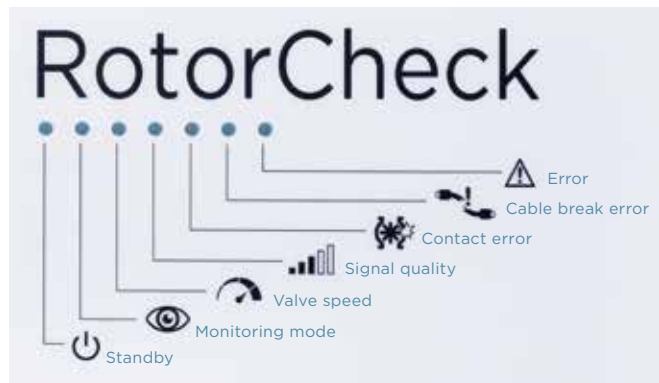 RotorCheck
Error
Cable break error
Contact error
Signal quality
Valve speed
Monitoring mode
Standby